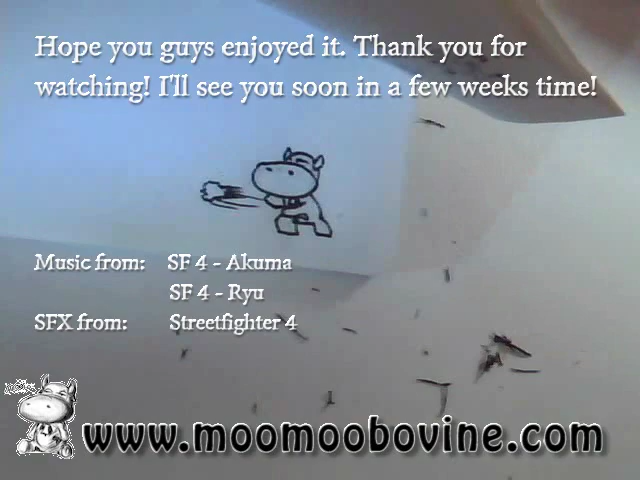 Hope you guys enjoyed it. Thank you for
watching! I'll see you soon in a few weeks time!
Music from: SF 4 - Akuma
SF 4 - Ryu
SFX from: Streetfighter 4
www.moomoobovine.com